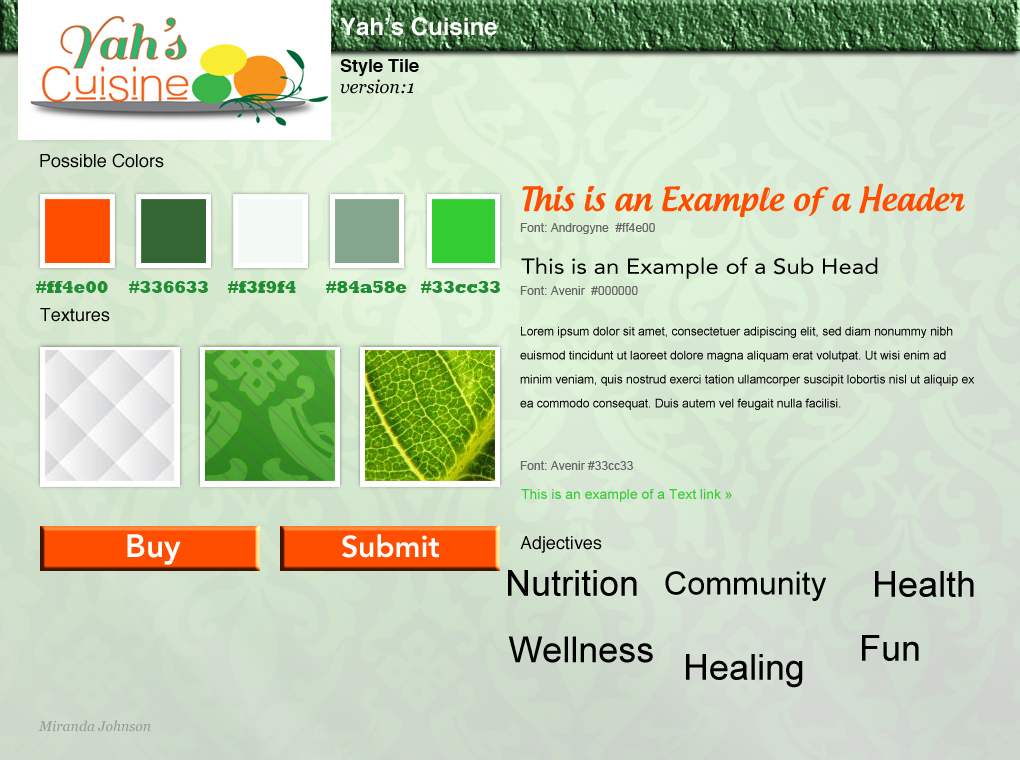 Yah's
Cuisine
Yah's Cuisine
Style Tile
version:1
Possible Colors
#ff4e00 #336633 #f3f9f4 #84a58e #33cc33
Textures
Buy
Submit
This is an Example of a Header
Font: Androgyne #ff4e00
This is an Example of a Sub Head
Font: Avenir #000000
Lorem ipsum dolor sit amet, consectetuer adipiscing elit, sed diam nonummy nibh
euismod tincidunt ut laoreet dolore magna aliquam erat volutpat. Ut wisi enim ad
minim veniam, quis nostrud exerci tation ullamcorper suscipit lobortis nisl ut aliquip ex
ea commodo consequat. Duis autem vel feugait nulla facilisi.
Font: Avenir #33cc33
This is an example of a Text link »
Adjectives
Nutrition Community Health
Wellness Healing Fun
Miranda Johnson